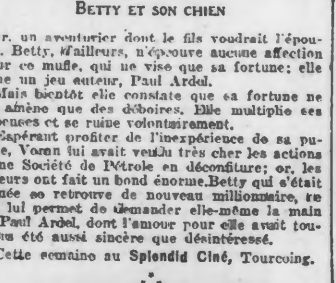 BETTY ET SON CHIEN
r, un aventurier dont le fils voudrait l'épou-
. Betty, d'ailleurs, n'éprouve aucune affection
ur ce mufle, qui ne vise que sa fortune; elle
me un jeu auteur, Paul Ardel.
Mais bientôt elle constate que sa fortune ne
amène que des déboires. Elle multiplie ses
penses et se ruine volontairement.
Espérant profiter de l'inexpérience de sa pu-
le, Voran lui avait vendu très cher les actions
ne Société de Pétrole en déconfiture; or, les
eurs ont fait un bond énorme. Betty qui s'était
née se retrouve de nouveau millionnaire, ce
lui permet de demander elle-même la main
Paul Ardel, dont l'amour pour elle avait tou-
rs été aussi sincère que désintéressé.
Cette semaine au Splendid Ciné, Tourcoing.